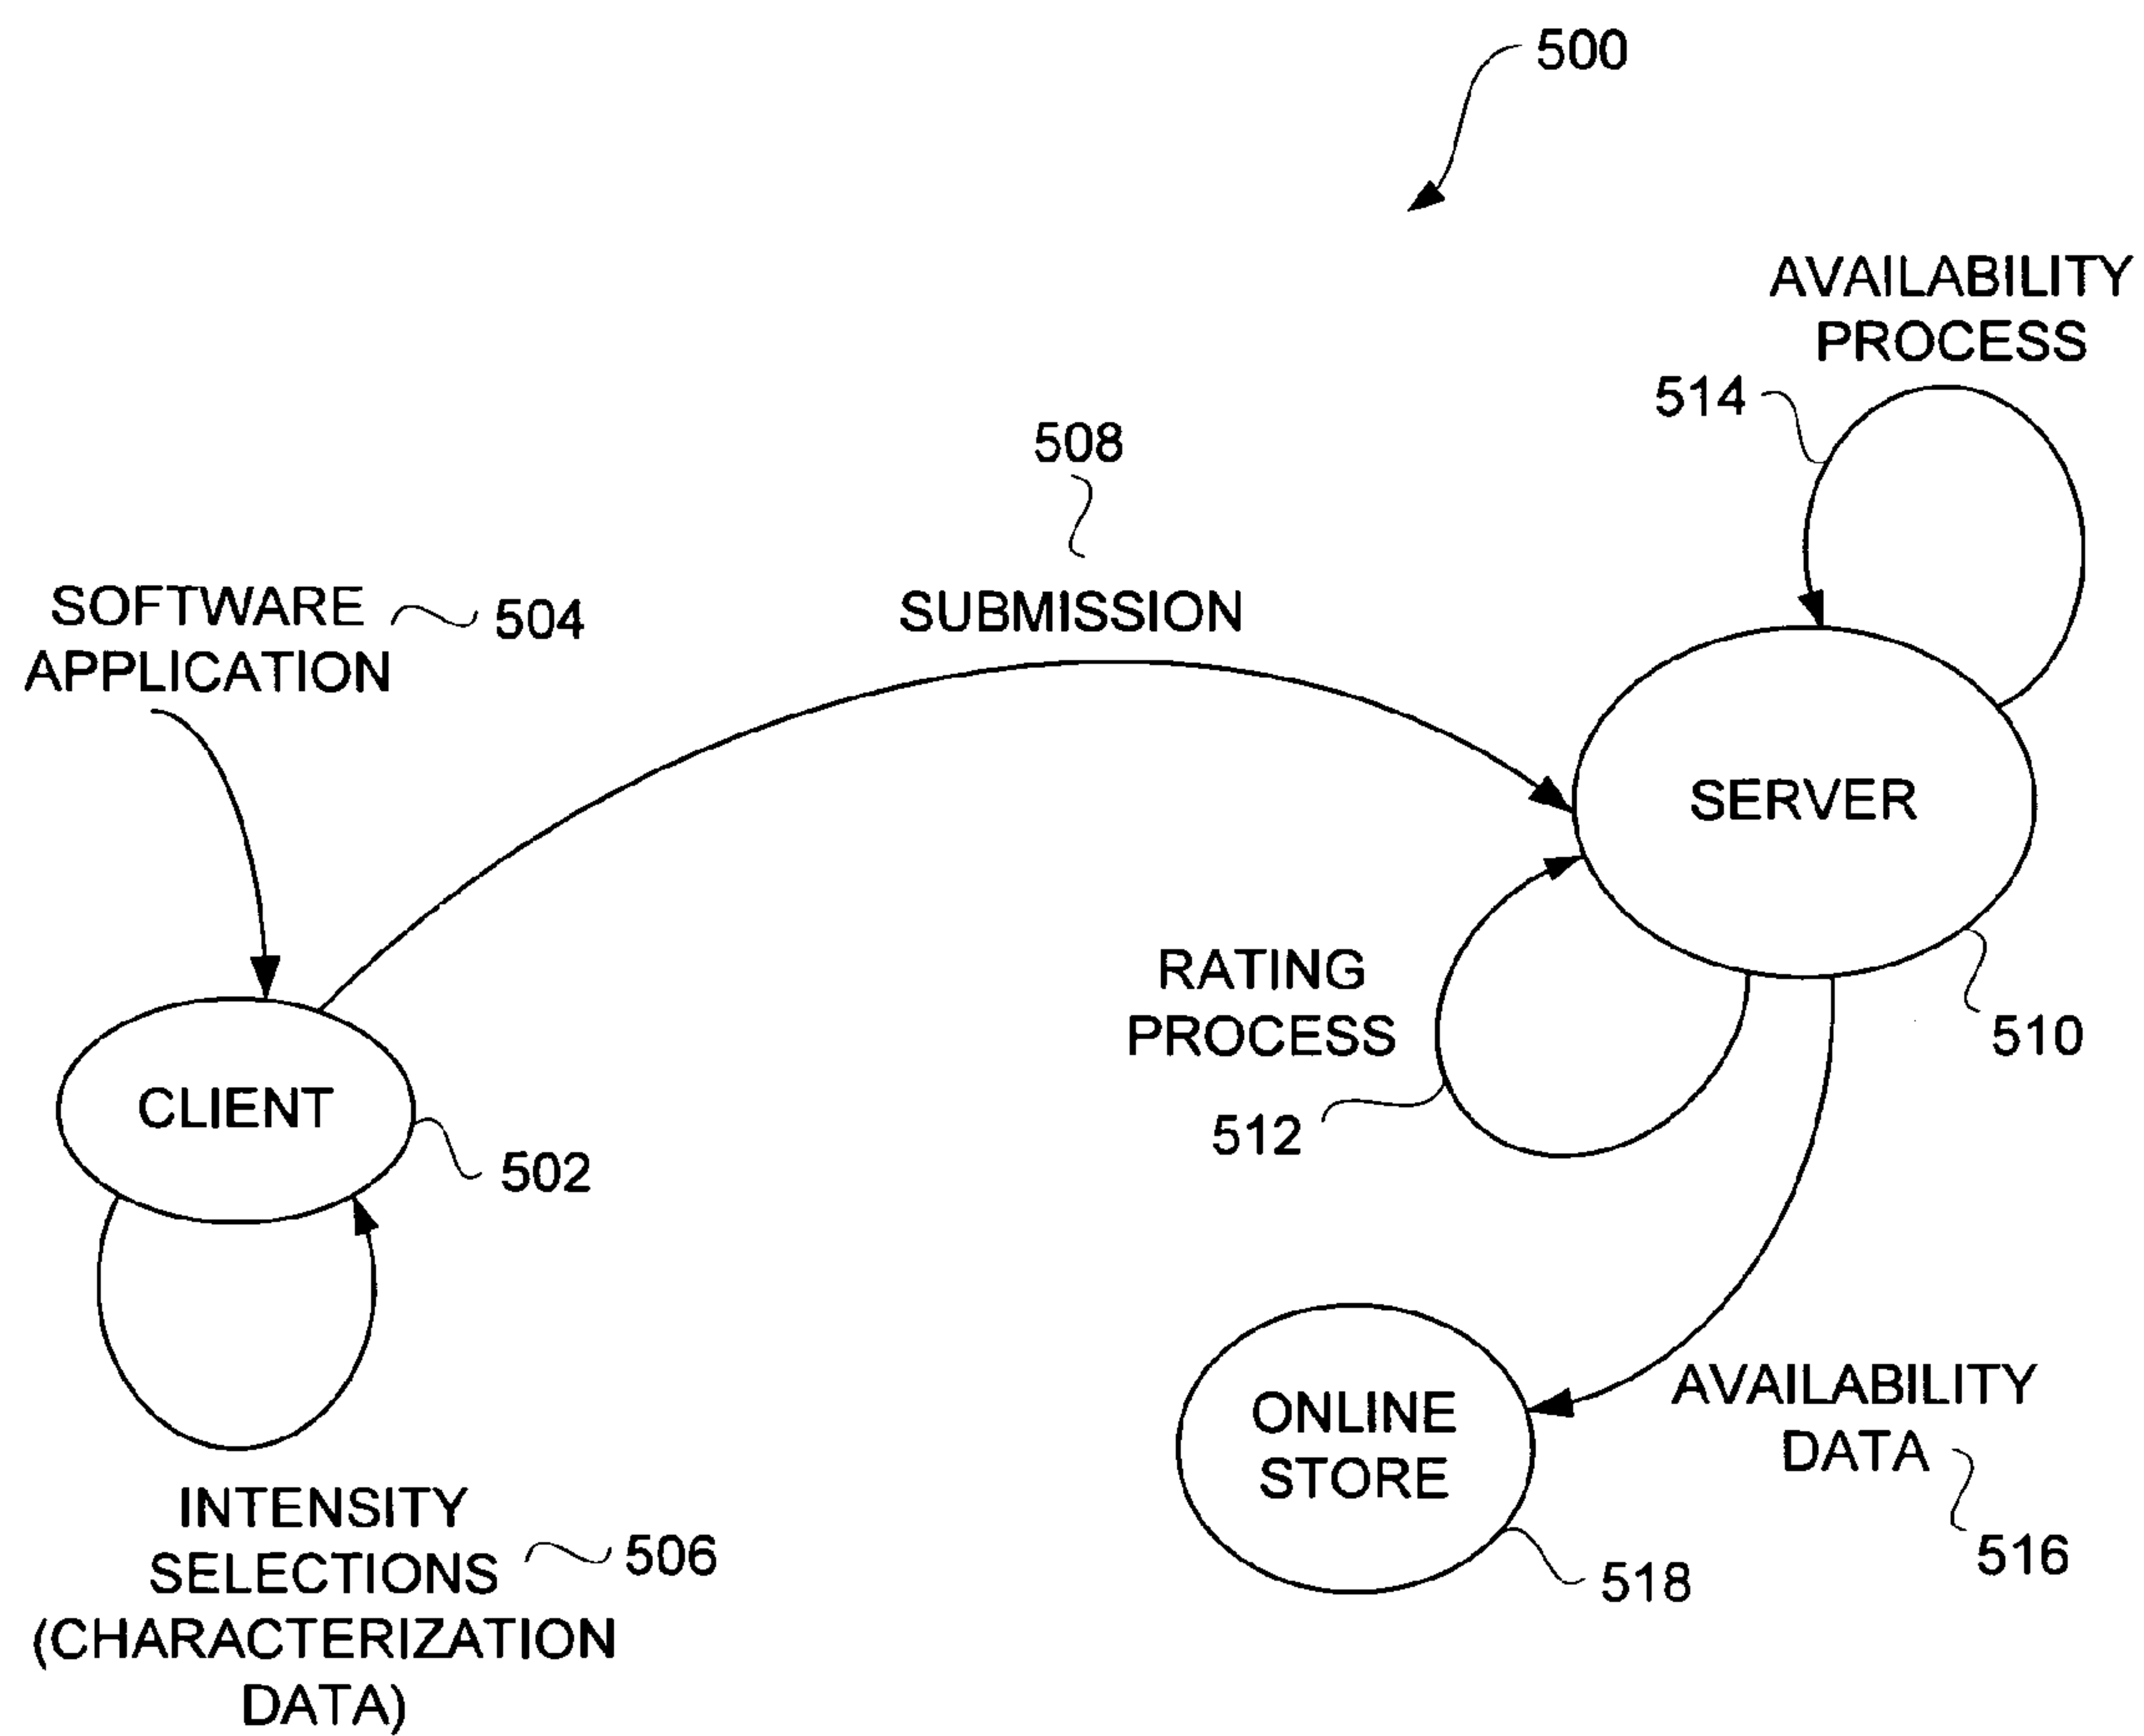 500
AVAILABILITY
PROCESS
514
508
SUBMISSION
SOFTWARE
504
APPLICATION
SERVER
RATING
PROCESS
512
510
CLIENT
502
ONLINE
STORE
518
AVAILABILITY
DATA
516
INTENSITY
SELECTIONS
506
(CHARACTERIZATION
DATA)